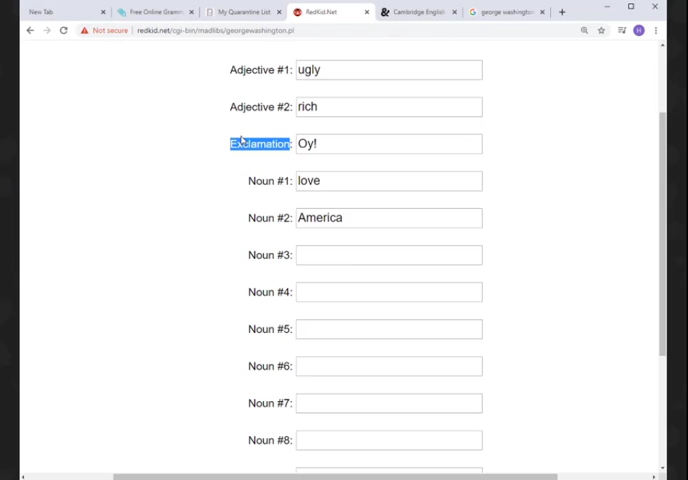 New Tab
Free Online Gramm
My Quarantine List
RedKid.Net
Cambridge English
george washington
Not secure | redkid.net/cgi-bin/madlibs/georgewashington.pl
H
Adjective #1: ugly
Adjective #2: rich
Exclamation: Oy!
Noun #1: love
Noun #2: America
Noun #3:
Noun #4:
Noun #5:
Noun #6:
Noun #7:
Noun #8: